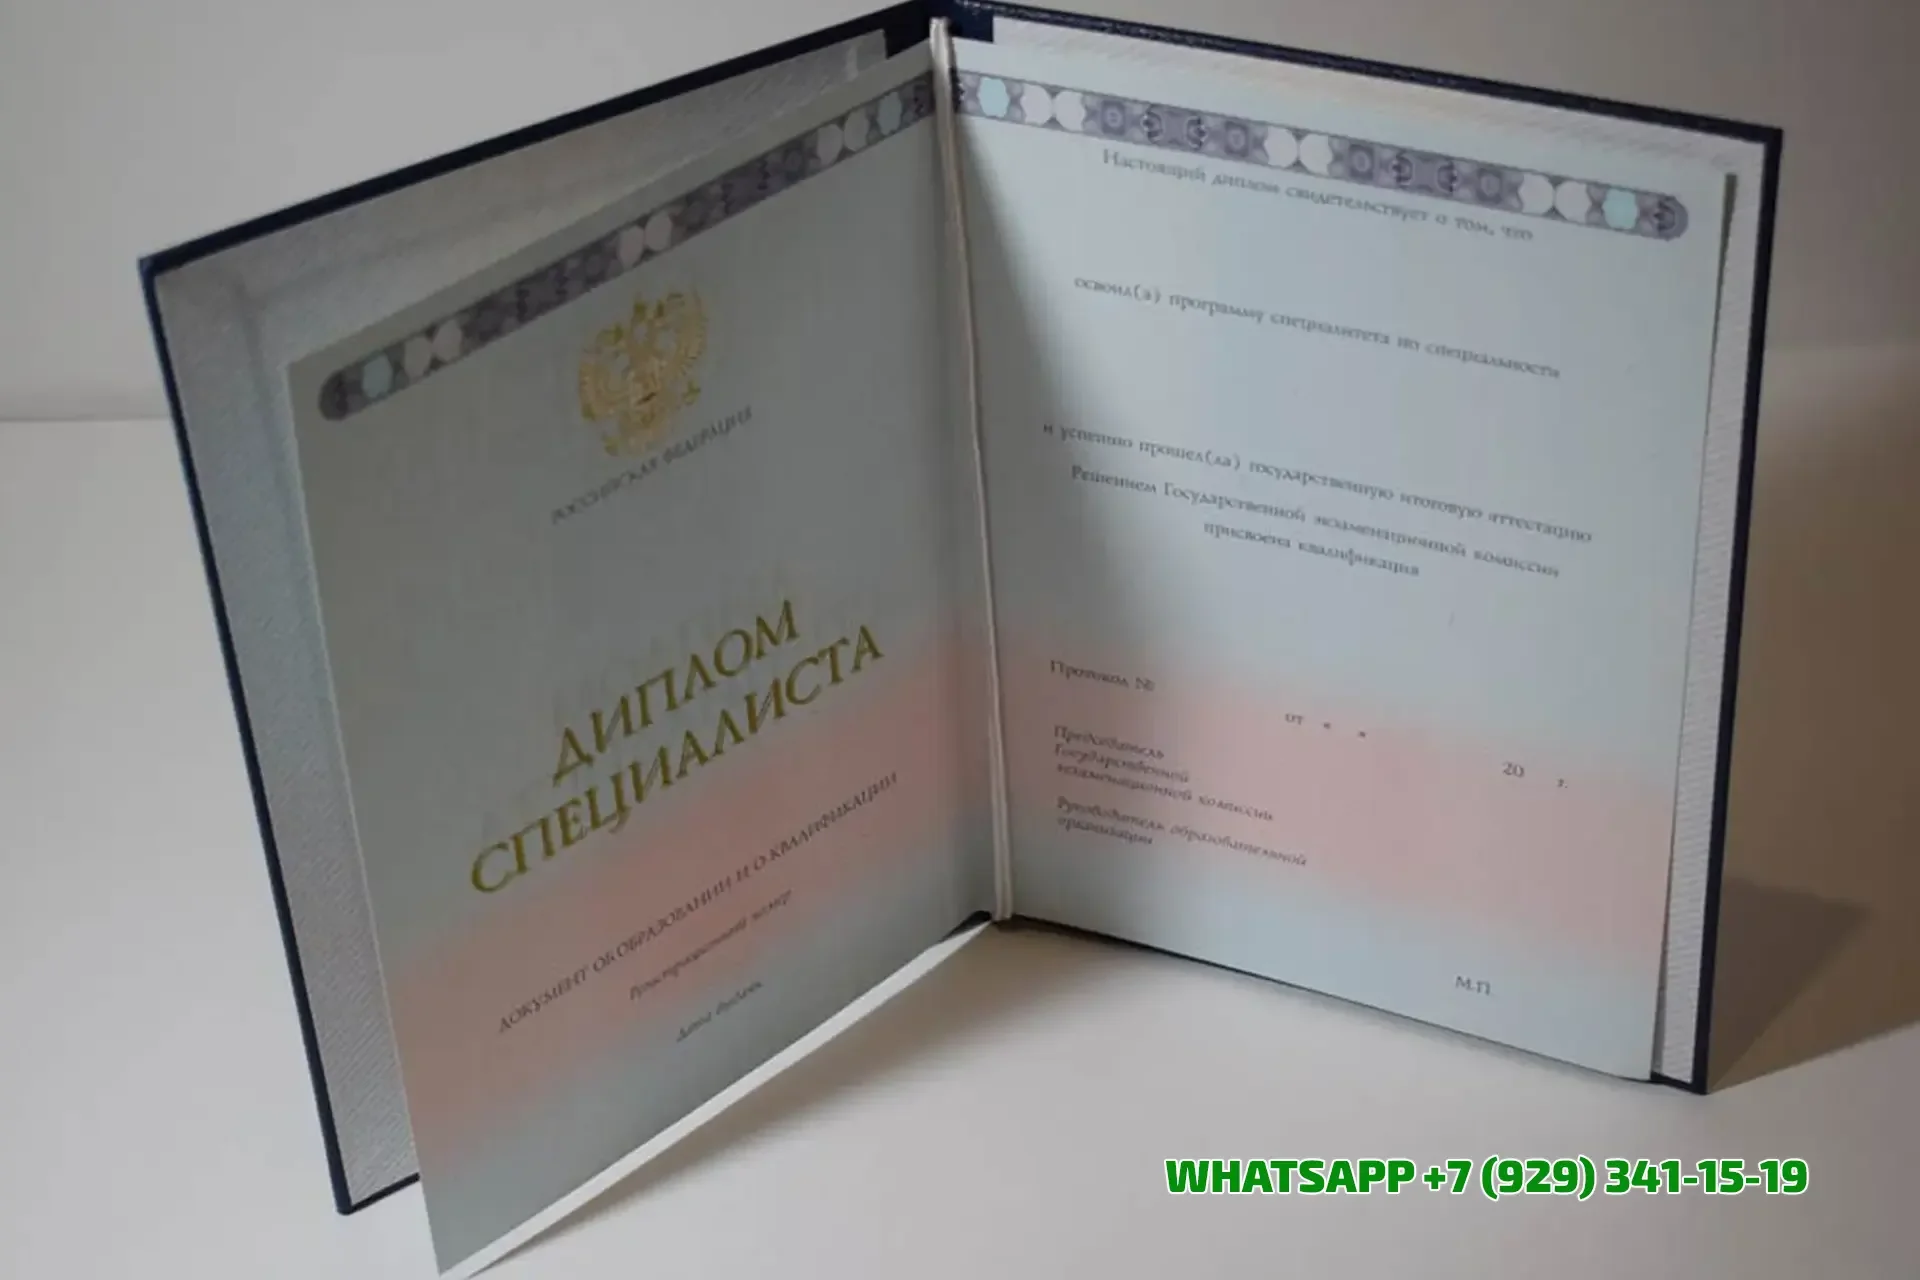 РОССИЙСКАЯ ФЕДЕРАЦИЯ
ДИПЛОМ
СПЕЦИАЛИСТА
ДОКУМЕНТ ОБ ОБРАЗОВАНИИ И О КВАЛИФИКАЦИИ
Регистрационный номер
Дата выдачи
Настоящий диплом свидетельствует о том, что
освоил(а) программу специалитета по специальности
и успешно прошел(ла) государственную итоговую аттестацию
Решением Государственной экзаменационной комиссии
присвоена квалификация
Протокол №
от « »
20 г.
Председатель
Государственной
экзаменационной комиссии
Руководитель образовательной
организации
М.П.
WHATSAPP +7 (929) 341-15-19